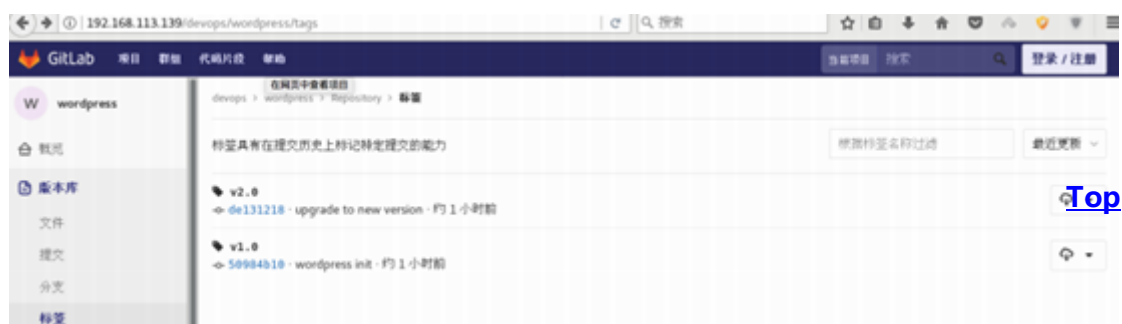 192.168.113.139/devops/wordpress/tags
搜索
GitLab 项目 群组 代码片段 帮助
当前项目 搜索
登录 / 注册
在网页中查看项目
W wordpress
devops > wordpress > Repository > 标签
概览
标签具有在提交历史上标记特定提交的能力
根据标签名称过滤
最近更新
版本库
v2.0
de131218 · upgrade to new version · 约 1 小时前
Top
文件
提交
v1.0
50984b10 · wordpress init · 约 1 小时前
分支
标签